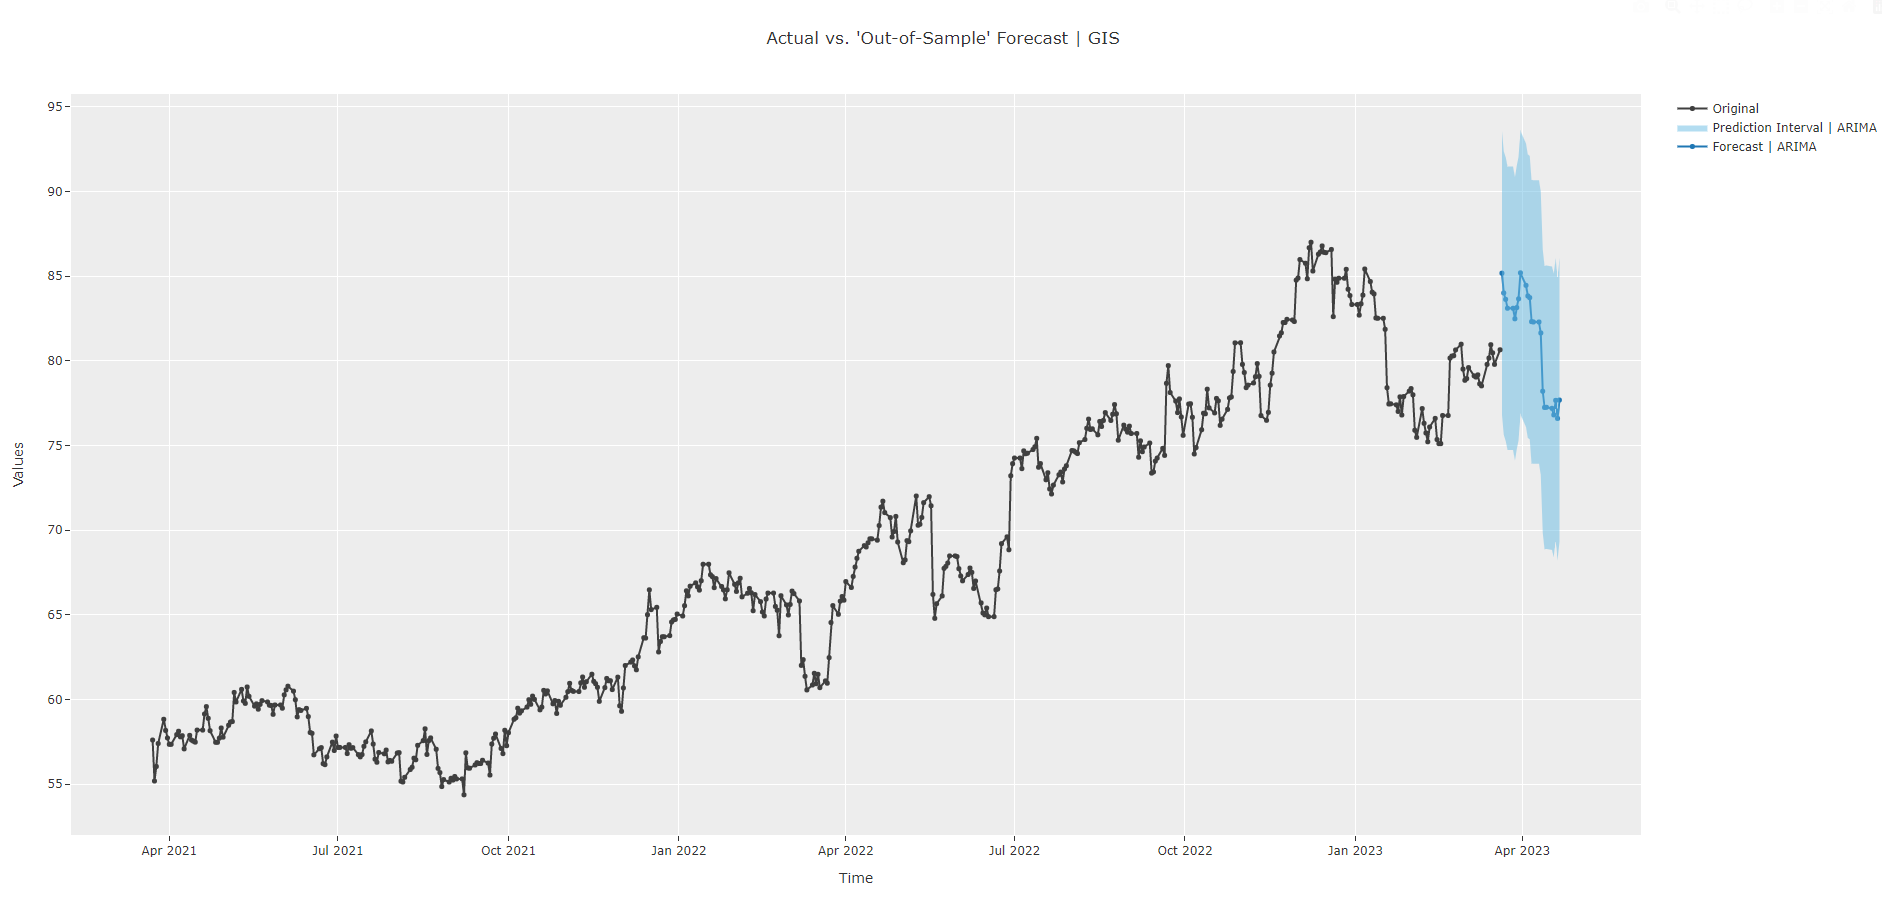 Actual vs. 'Out-of-Sample' Forecast | GIS
Original
Prediction Interval | ARIMA
Forecast | ARIMA
95
90
85
80
75
70
65
60
55
Values
Apr 2021
Jul 2021
Oct 2021
Jan 2022
Apr 2022
Jul 2022
Oct 2022
Jan 2023
Apr 2023
Time